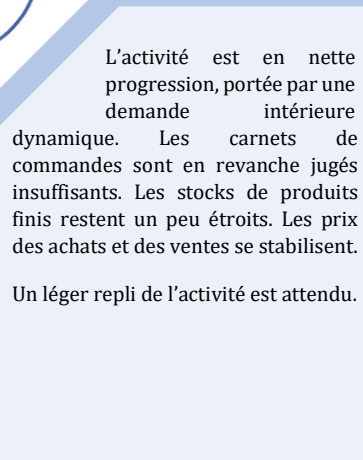 L’activité est en nette
progression, portée par une
demande intérieure
dynamique. Les carnets de
commandes sont en revanche jugés
insuffisants. Les stocks de produits
finis restent un peu étroits. Les prix
des achats et des ventes se stabilisent.
Un léger repli de l’activité est attendu.